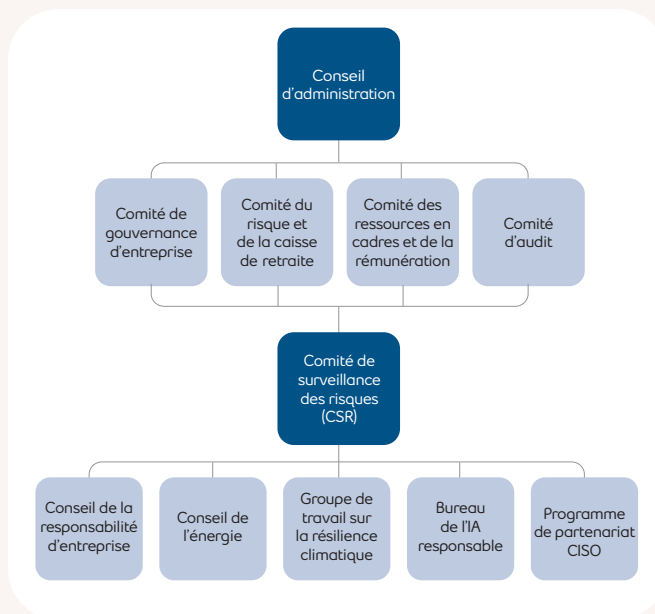 Conseil
d'administration
Comité de
gouvernance
d'entreprise
Comité du
risque et
de la caisse
de retraite
Comité des
ressources en
cadres et de la
rémunération
Comité
d'audit
Comité de
surveillance
des risques
(CSR)
Conseil de la
responsabilité
d'entreprise
Conseil de
l'énergie
Groupe de
travail sur
la résilience
climatique
Bureau
de l'IA
responsable
Programme
de partenariat
CISO